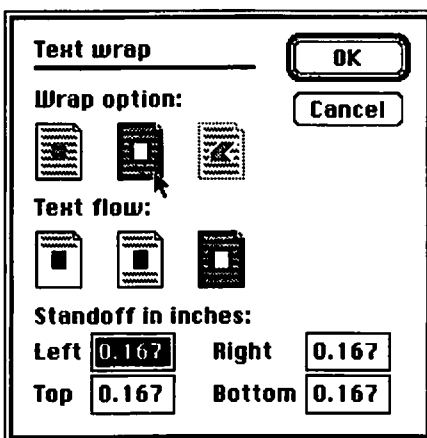 Text wrap
OK
Wrap option:
Cancel
Text flow:
Standoff in inches:
Left 0.167 Right 0.167
Top 0.167 Bottom 0.167